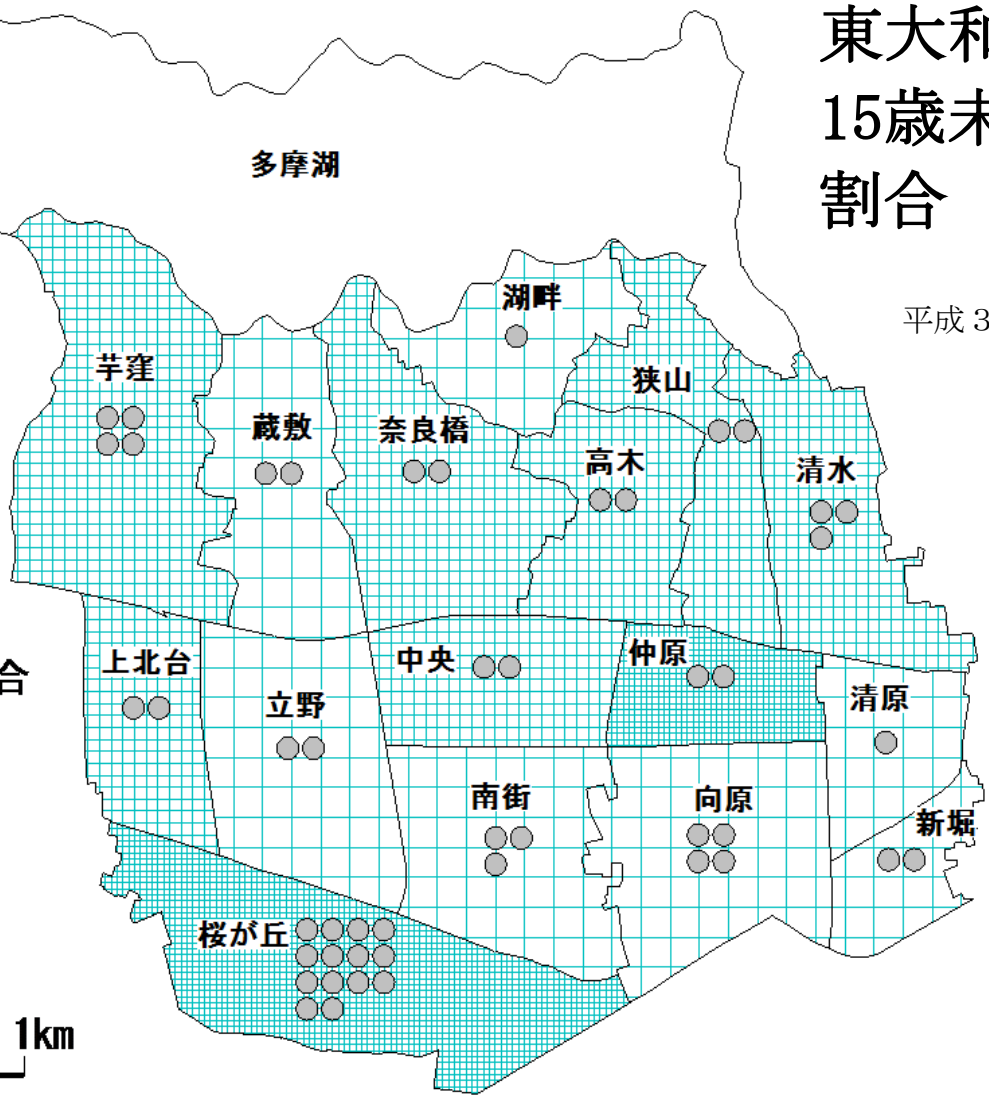 東大和
15歳未
割合
多摩湖
平成３
湖畔
芋窪
狭山
蔵敷
奈良橋
高木
清水
合
上北台
中央
仲原
清原
立野
南街
向原
新堀
桜が丘
1km